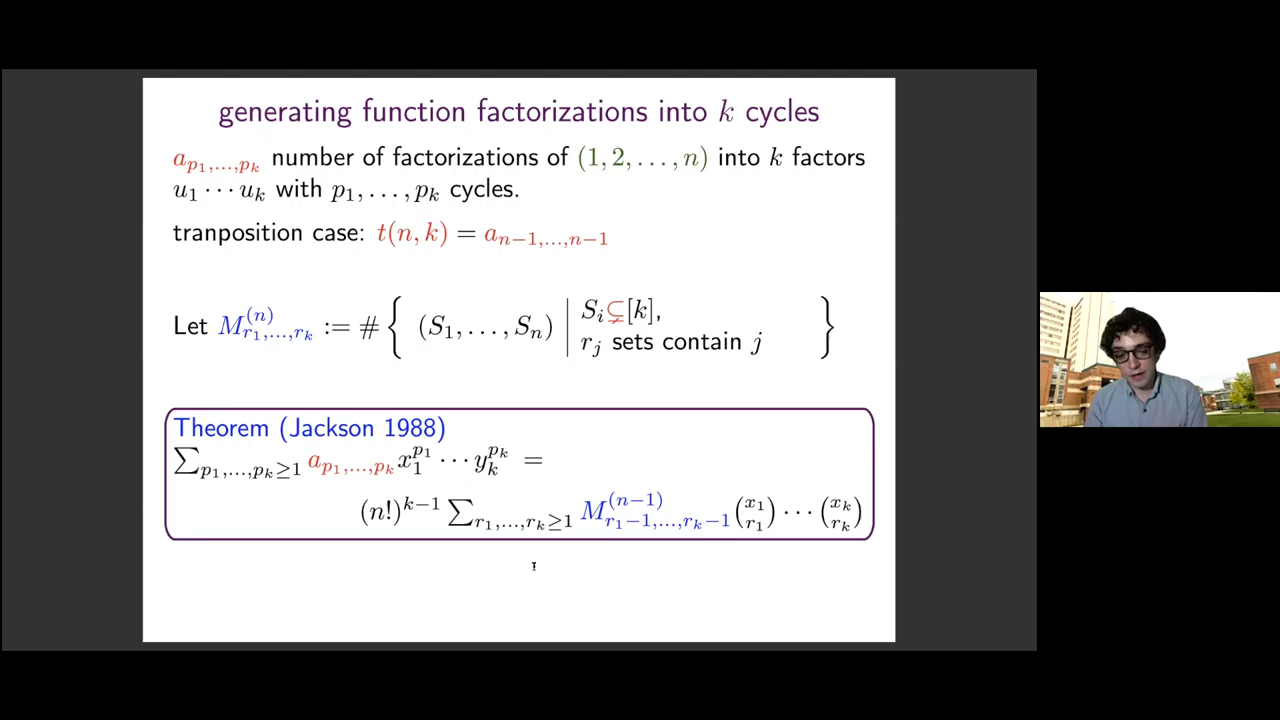 generating function factorizations into k cycles
a_{p_1,...,p_k} number of factorizations of (1, 2, . . . , n) into k factors
u_1 · · · u_k with p_1, . . . , p_k cycles.
tranposition case: t(n, k) = a_{n−1,...,n−1}
Let M^{(n)}_{r_1,...,r_k} := # { (S_1, . . . , S_n) | S_i ⊊ [k],
r_j sets contain j }
Theorem (Jackson 1988)
∑_{p_1,...,p_k≥1} a_{p_1,...,p_k} x_1^{p_1} · · · y_k^{p_k} =
(n!)^{k−1} ∑_{r_1,...,r_k≥1} M^{(n−1)}_{r_1−1,...,r_k−1} \binom{x_1}{r_1} · · · \binom{x_k}{r_k}